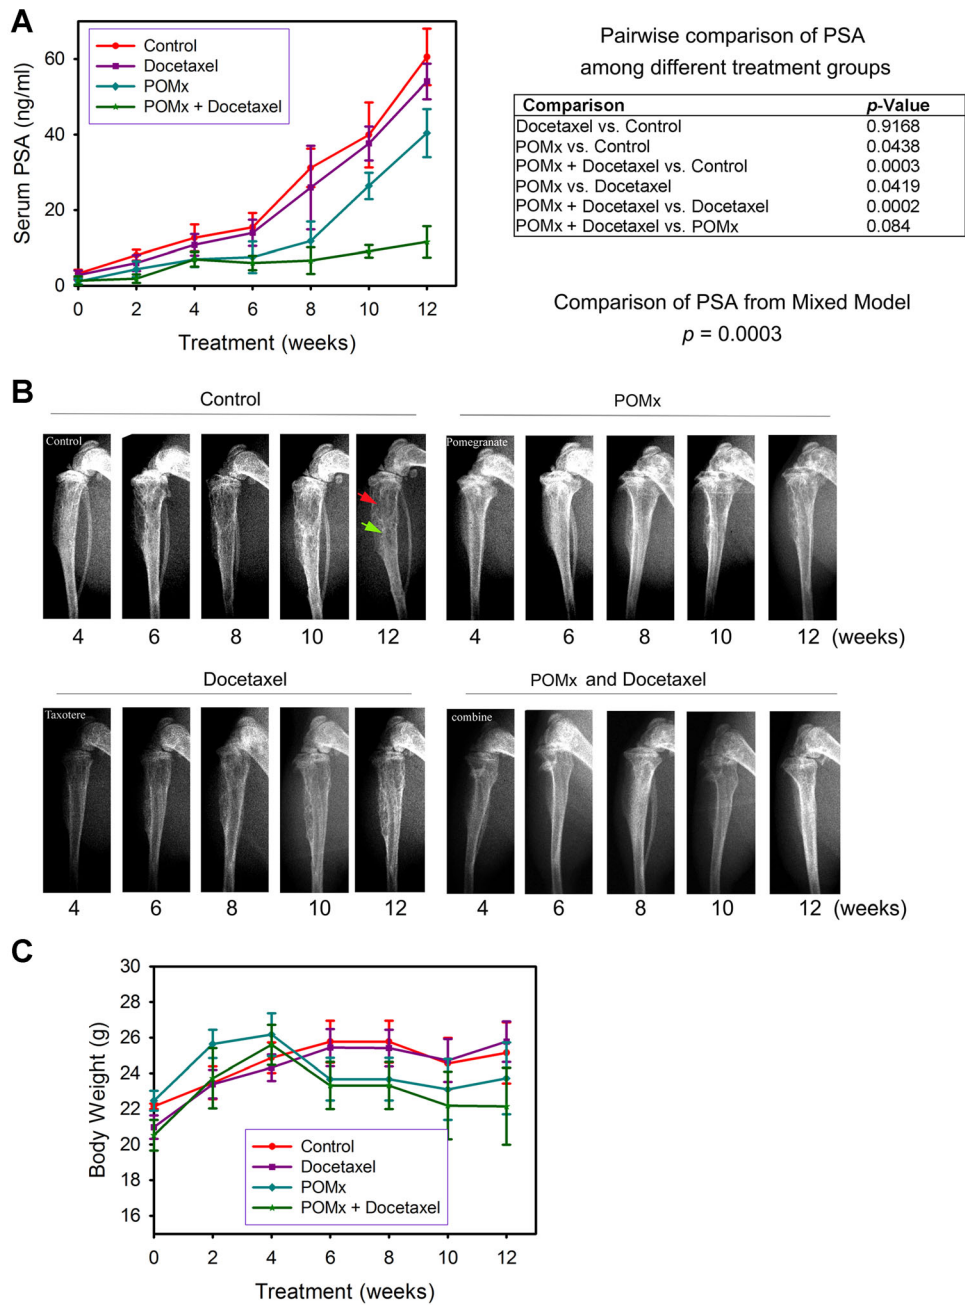 A
Control
Docetaxel
POMx
POMx + Docetaxel
60
40
20
0
0 2 4 6 8 10 12
Serum PSA (ng/ml)
Treatment (weeks)
Pairwise comparison of PSA
among different treatment groups
Comparison p-Value
Docetaxel vs. Control 0.9168
POMx vs. Control 0.0438
POMx + Docetaxel vs. Control 0.0003
POMx vs. Docetaxel 0.0419
POMx + Docetaxel vs. Docetaxel 0.0002
POMx + Docetaxel vs. POMx 0.084
Comparison of PSA from Mixed Model
p = 0.0003
B
Control
Control
4 6 8 10 12
POMx
Pomegranate
4 6 8 10 12 (weeks)
Docetaxel
Taxotere
4 6 8 10 12
POMx and Docetaxel
combine
4 6 8 10 12 (weeks)
C
30
28
26
24
22
20
18
16
Body Weight (g)
Control
Docetaxel
POMx
POMx + Docetaxel
0 2 4 6 8 10 12
Treatment (weeks)